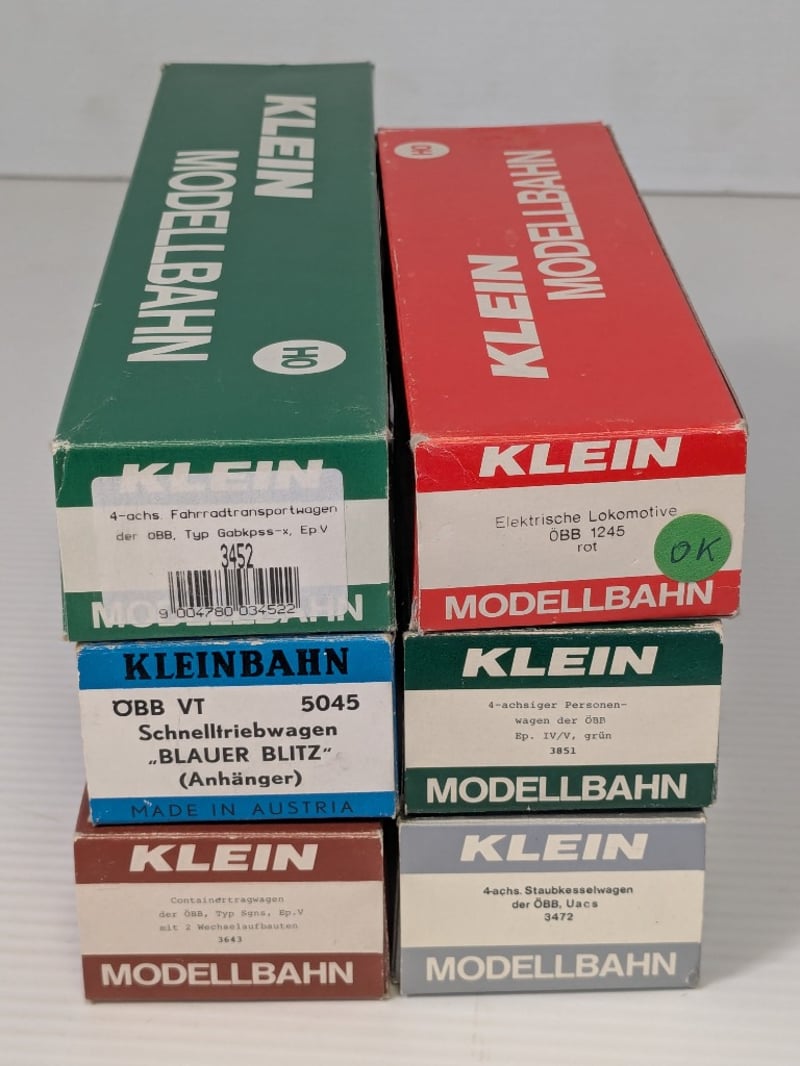 KLEIN
MODELLBAHN
HO
HO
KLEIN
MODELLBAHN
KLEIN
4-achs. Fahrradtransportwagen
der ÖBB, Typ Gabkpss-x, Ep.V
3452
9 004780 034522
MODELLBAHN
KLEIN
Elektrische Lokomotive
ÖBB 1245
rot
OK
MODELLBAHN
KLEINBAHN
ÖBB VT 5045
Schnelltriebwagen
„BLAUER BLITZ“
(Anhänger)
MADE IN AUSTRIA
KLEIN
4-achsiger Personen-
wagen der ÖBB
Ep. IV/V, grün
3851
MODELLBAHN
KLEIN
Containertragwagen
der ÖBB, Typ Sgns, Ep.V
mit 2 Wechselaufbauten
3643
MODELLBAHN
KLEIN
4-achs. Staubkesselwagen
der ÖBB, Uacs
3472
MODELLBAHN